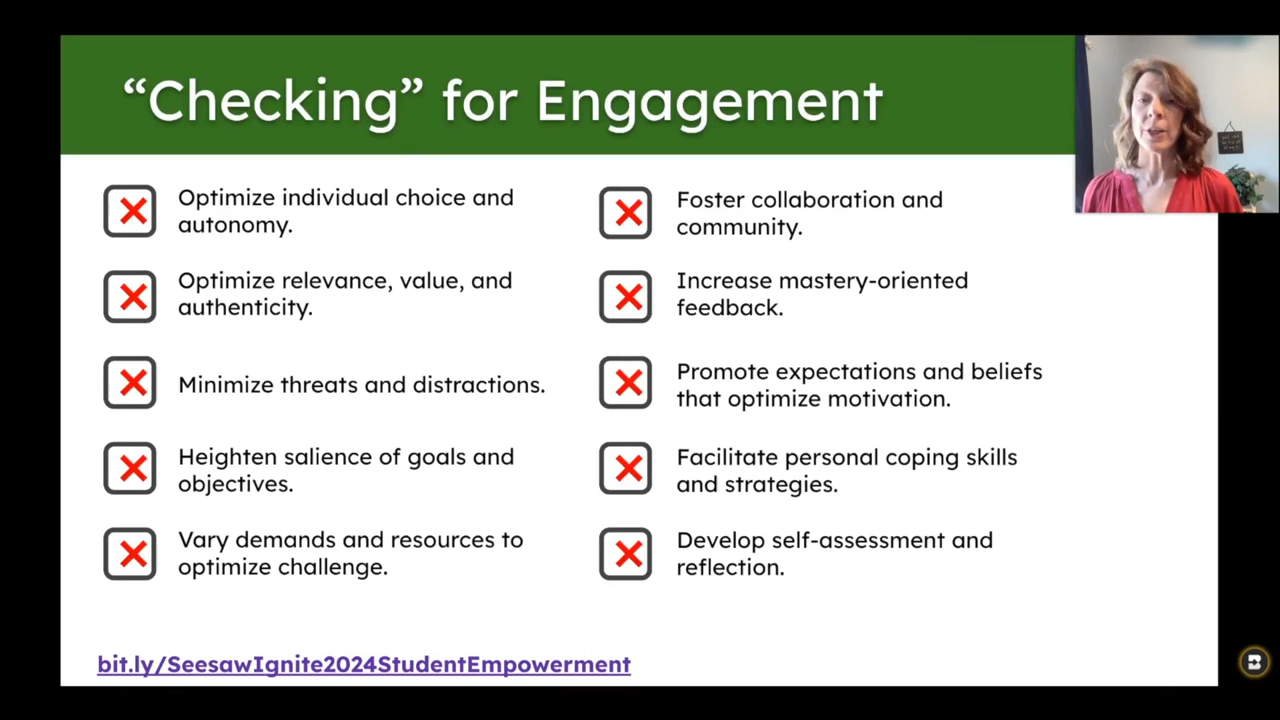 “Checking” for Engagement
Optimize individual choice and
autonomy.
Optimize relevance, value, and
authenticity.
Minimize threats and distractions.
Heighten salience of goals and
objectives.
Vary demands and resources to
optimize challenge.
Foster collaboration and
community.
Increase mastery-oriented
feedback.
Promote expectations and beliefs
that optimize motivation.
Facilitate personal coping skills
and strategies.
Develop self-assessment and
reflection.
bit.ly/SeesawIgnite2024StudentEmpowerment